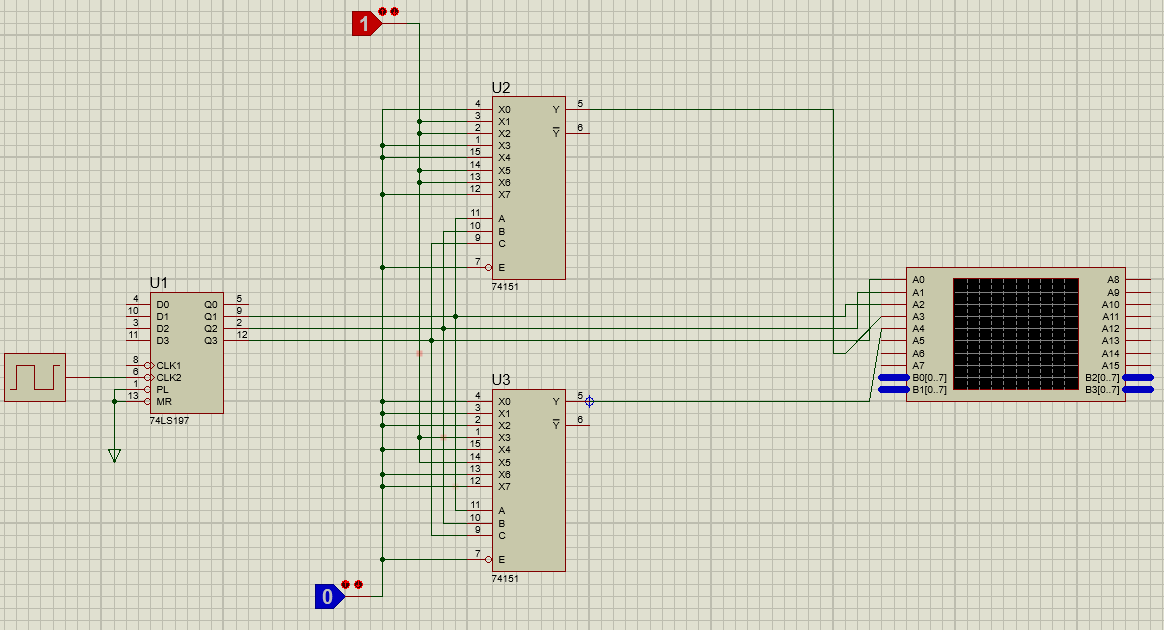 1
U2
4 X0 Y 5
3 X1
2 X2 Y 6
1 X3
15 X4
14 X5
13 X6
12 X7
11 A
10 B
9 C
7 E
74151
U1
4 D0 Q0 5
10 D1 Q1 9
3 D2 Q2 2
11 D3 Q3 12
8 CLK1
6 CLK2
1 PL
13 MR
74LS197
A0 A8
A1 A9
A2 A10
A3 A11
A4 A12
A5 A13
A6 A14
A7 A15
B0[0..7] B2[0..7]
B1[0..7] B3[0..7]
U3
4 X0 Y 5
3 X1
2 X2 Y 6
1 X3
15 X4
14 X5
13 X6
12 X7
11 A
10 B
9 C
7 E
74151
0